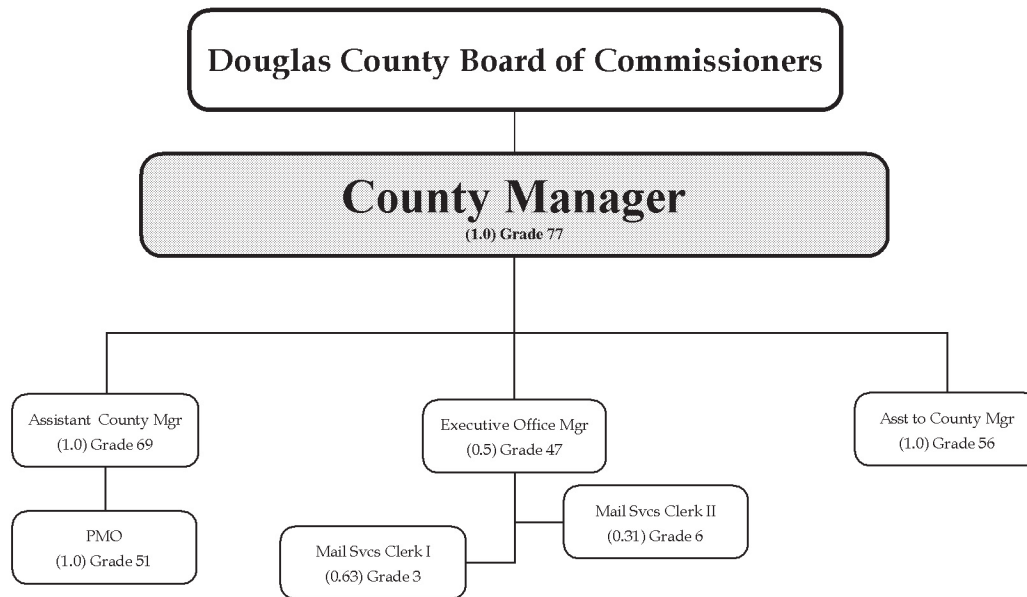 Douglas County Board of Commissioners
County Manager
(1.0) Grade 77
Assistant County Mgr
(1.0) Grade 69
Executive Office Mgr
(0.5) Grade 47
Asst to County Mgr
(1.0) Grade 56
PMO
(1.0) Grade 51
Mail Svcs Clerk II
(0.31) Grade 6
Mail Svcs Clerk I
(0.63) Grade 3